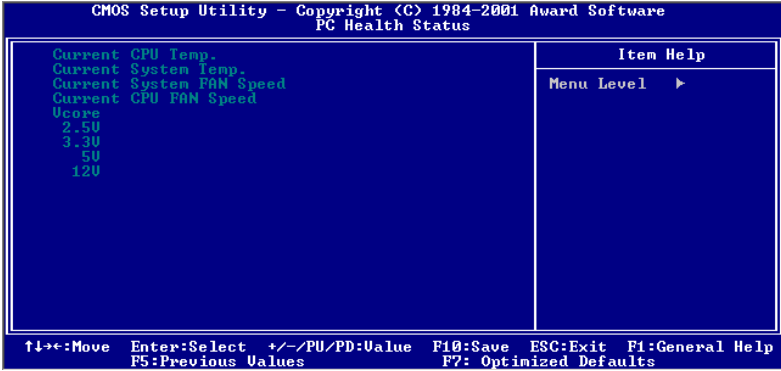 CMOS Setup Utility – Copyright (C) 1984-2001 Award Software
PC Health Status
Current CPU Temp.
Current System Temp.
Current System FAN Speed
Current CPU FAN Speed
Vcore
2.5V
3.3V
5V
12V
Item Help
Menu Level ►
↑↓→←:Move Enter:Select +/-/PU/PD:Value F10:Save ESC:Exit F1:General Help
F5:Previous Values F7: Optimized Defaults